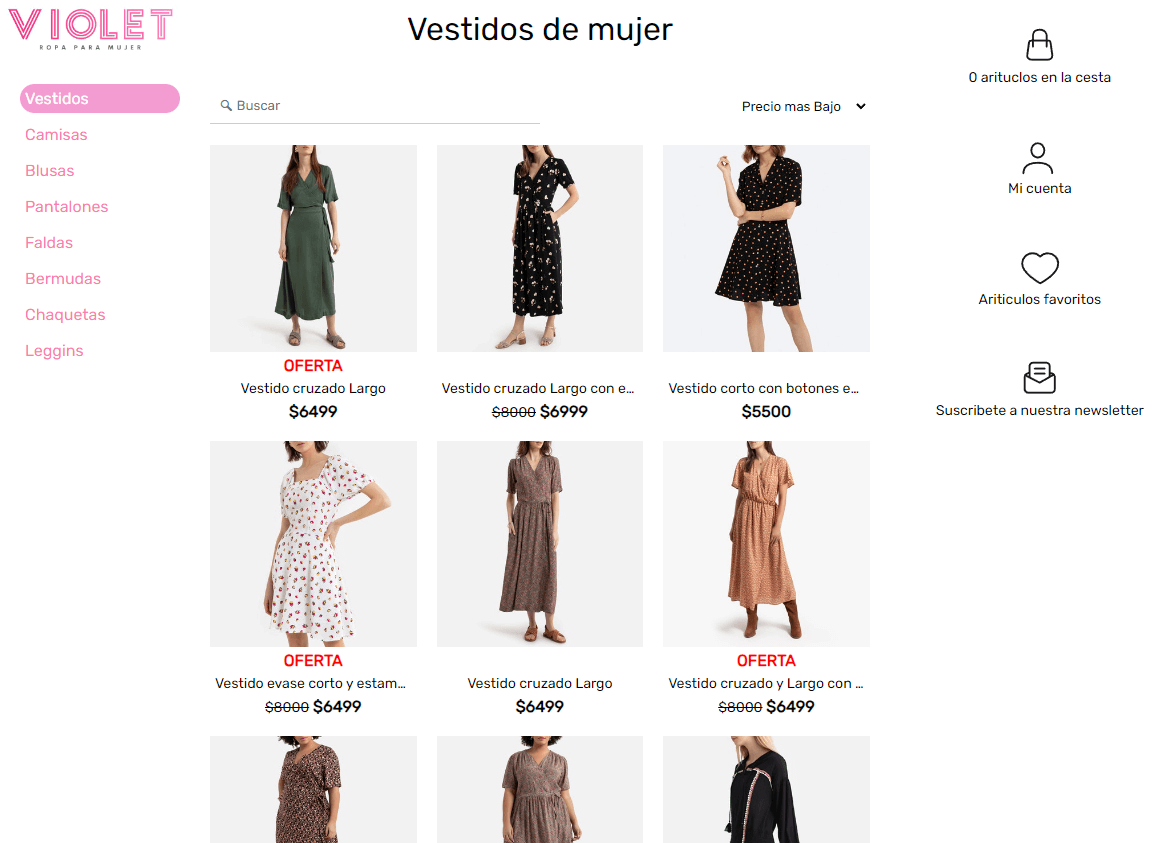 VIOLET
ROPA PARA MUJER
Vestidos de mujer
0 arituclos en la cesta
Mi cuenta
Ariticulos favoritos
Suscribete a nuestra newsletter
Vestidos
Camisas
Blusas
Pantalones
Faldas
Bermudas
Chaquetas
Leggins
Buscar
Precio mas Bajo
OFERTA
Vestido cruzado Largo
$6499
Vestido cruzado Largo con e...
$8000 $6999
Vestido corto con botones e...
$5500
OFERTA
Vestido evase corto y estam...
$8000 $6499
Vestido cruzado Largo
$6499
OFERTA
Vestido cruzado y Largo con ...
$8000 $6499